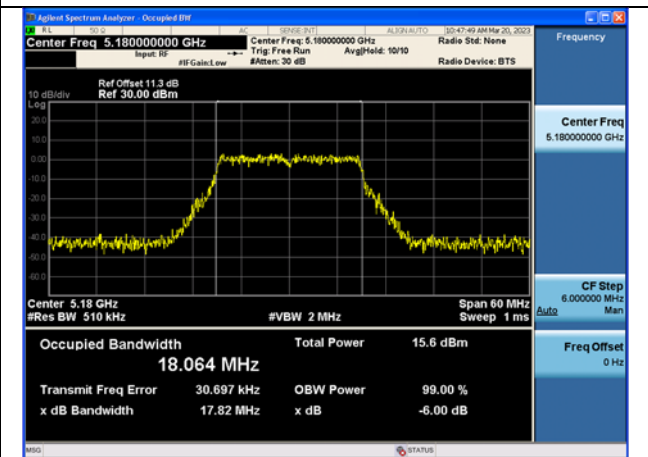 Agilent Spectrum Analyzer - Occupied BW
RL 50 Ω AC SENSE:INT ALIGN AUTO 10:47:49 AM Mar 20, 2023
Center Freq 5.180000000 GHz
Input: RF
#IFGain:Low
Center Freq: 5.180000000 GHz
Trig: Free Run Avg|Hold: 10/10
#Atten: 30 dB
Radio Std: None
Radio Device: BTS
Ref Offset 11.3 dB
10 dB/div Ref 30.00 dBm
Log
20.0
10.0
0.00
-10.0
-20.0
-30.0
-40.0
-50.0
-60.0
Center 5.18 GHz Span 60 MHz
#Res BW 510 kHz #VBW 2 MHz Sweep 1 ms
Occupied Bandwidth Total Power 15.6 dBm
18.064 MHz
Transmit Freq Error 30.697 kHz OBW Power 99.00 %
x dB Bandwidth 17.82 MHz x dB -6.00 dB
MSG STATUS
Frequency
Center Freq
5.180000000 GHz
CF Step
6.000000 MHz
Auto Man
Freq Offset
0 Hz